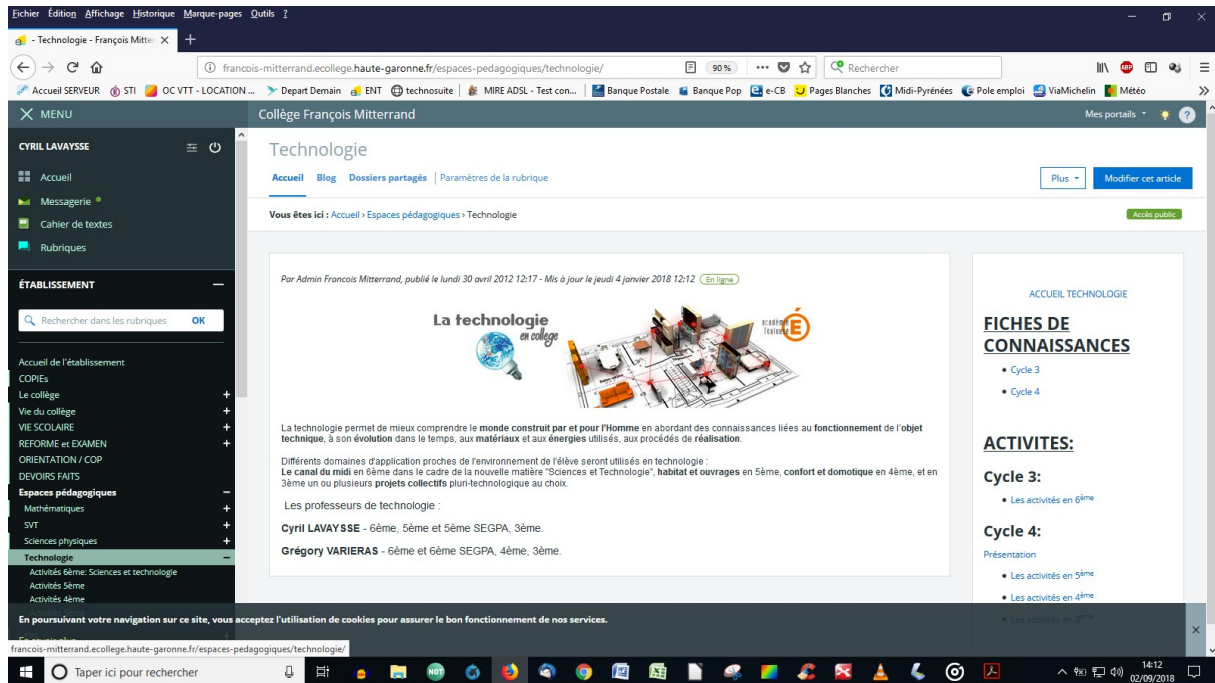 Fichier Édition Affichage Historique Marque-pages Outils ?
- Technologie - François Mitter
francois-mitterrand.ecollege.haute-garonne.fr/espaces-pedagogiques/technologie/ 90 % Rechercher
Accueil SERVEUR STI OC VTT - LOCATION ... Depart Demain ENT technosuite MIRE ADSL - Test con... Banque Postale Banque Pop e-CB Pages Blanches Midi-Pyrénées Pole emploi ViaMichelin Météo
MENU Collège François Mitterrand Mes portails ?
CYRIL LAVAYSSE
Accueil
Messagerie
Cahier de textes
Rubriques
ÉTABLISSEMENT
Rechercher dans les rubriques OK
Accueil de l'établissement
COPIEs
Le collège +
Vie du collège +
VIE SCOLAIRE +
REFORME et EXAMEN +
ORIENTATION / COP
DEVOIRS FAITS
Espaces pédagogiques –
Mathématiques +
SVT +
Sciences physiques +
Technologie –
Activités 6ème: Sciences et technologie
Activités 5ème
Activités 4ème
Technologie
Accueil Blog Dossiers partagés | Paramètres de la rubrique
Plus Modifier cet article
Vous êtes ici : Accueil › Espaces pédagogiques › Technologie
Accès public
Par Admin Francois Mitterrand, publié le lundi 30 avril 2012 12:17 - Mis à jour le jeudi 4 janvier 2018 12:12 En ligne
La technologie
en collège
académie
Toulouse
La technologie permet de mieux comprendre le monde construit par et pour l'Homme en abordant des connaissances liées au fonctionnement de l'objet
technique, à son évolution dans le temps, aux matériaux et aux énergies utilisés, aux procédés de réalisation.
Différents domaines d'application proches de l'environnement de l'élève seront utilisés en technologie :
Le canal du midi en 6ème dans le cadre de la nouvelle matière "Sciences et Technologie", habitat et ouvrages en 5ème, confort et domotique en 4ème, et en
3ème un ou plusieurs projets collectifs pluri-technologique au choix.
Les professeurs de technologie :
Cyril LAVAYSSE - 6ème, 5ème et 5ème SEGPA, 3ème.
Grégory VARIERAS - 6ème et 6ème SEGPA, 4ème, 3ème.
ACCUEIL TECHNOLOGIE
FICHES DE
CONNAISSANCES
Cycle 3
Cycle 4
ACTIVITES:
Cycle 3:
Les activités en 6ème
Cycle 4:
Présentation
Les activités en 5ème
Les activités en 4ème
Les activités en 3ème
En poursuivant votre navigation sur ce site, vous acceptez l'utilisation de cookies pour assurer le bon fonctionnement de nos services.
francois-mitterrand.ecollege.haute-garonne.fr/espaces-pedagogiques/technologie/
Taper ici pour rechercher
14:12
02/09/2018